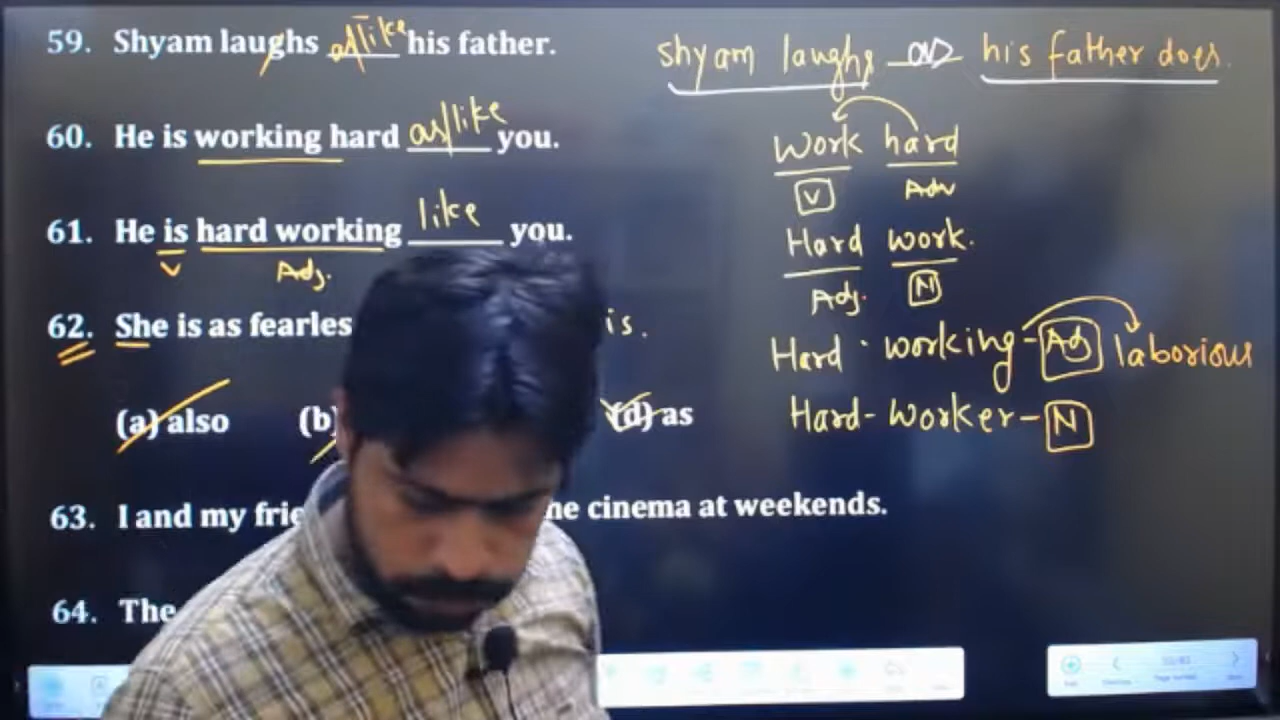 59. Shyam laughs as/like his father.
shyam laughs as his father does.
60. He is working hard as/like you.
work hard
V Adv
61. He is hard working like you.
V Adj.
Hard work.
Adj. N
62. She is as fearles is.
Hard-working - Adj laborious
(a) also (b) (d) as
Hard-worker - N
63. I and my frie he cinema at weekends.
64. The